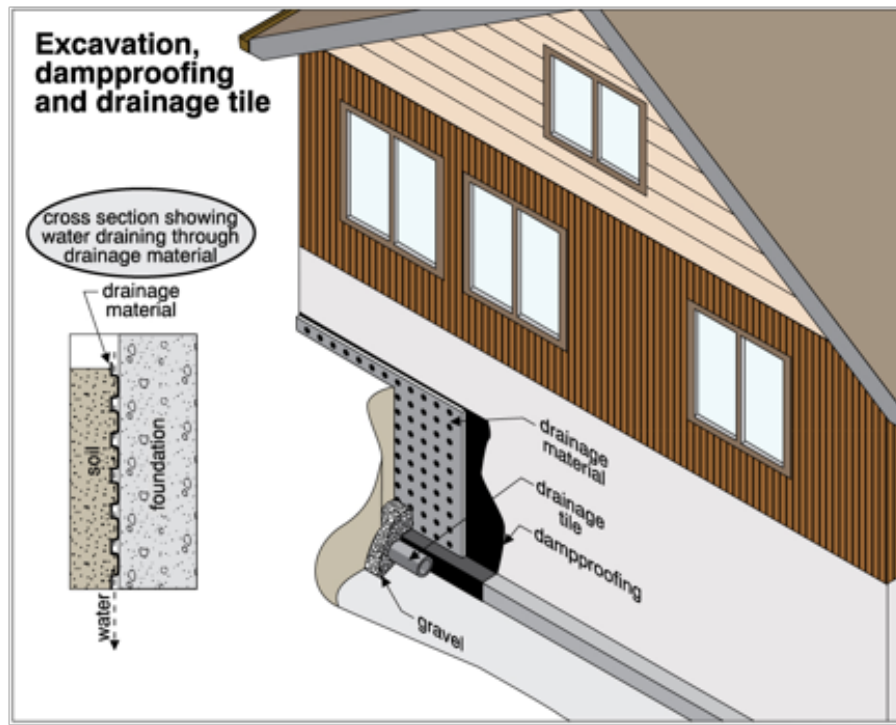 Excavation,
dampproofing
and drainage tile
cross section showing
water draining through
drainage material
drainage
material
soil
foundation
water
drainage
material
drainage
tile
dampproofing
gravel